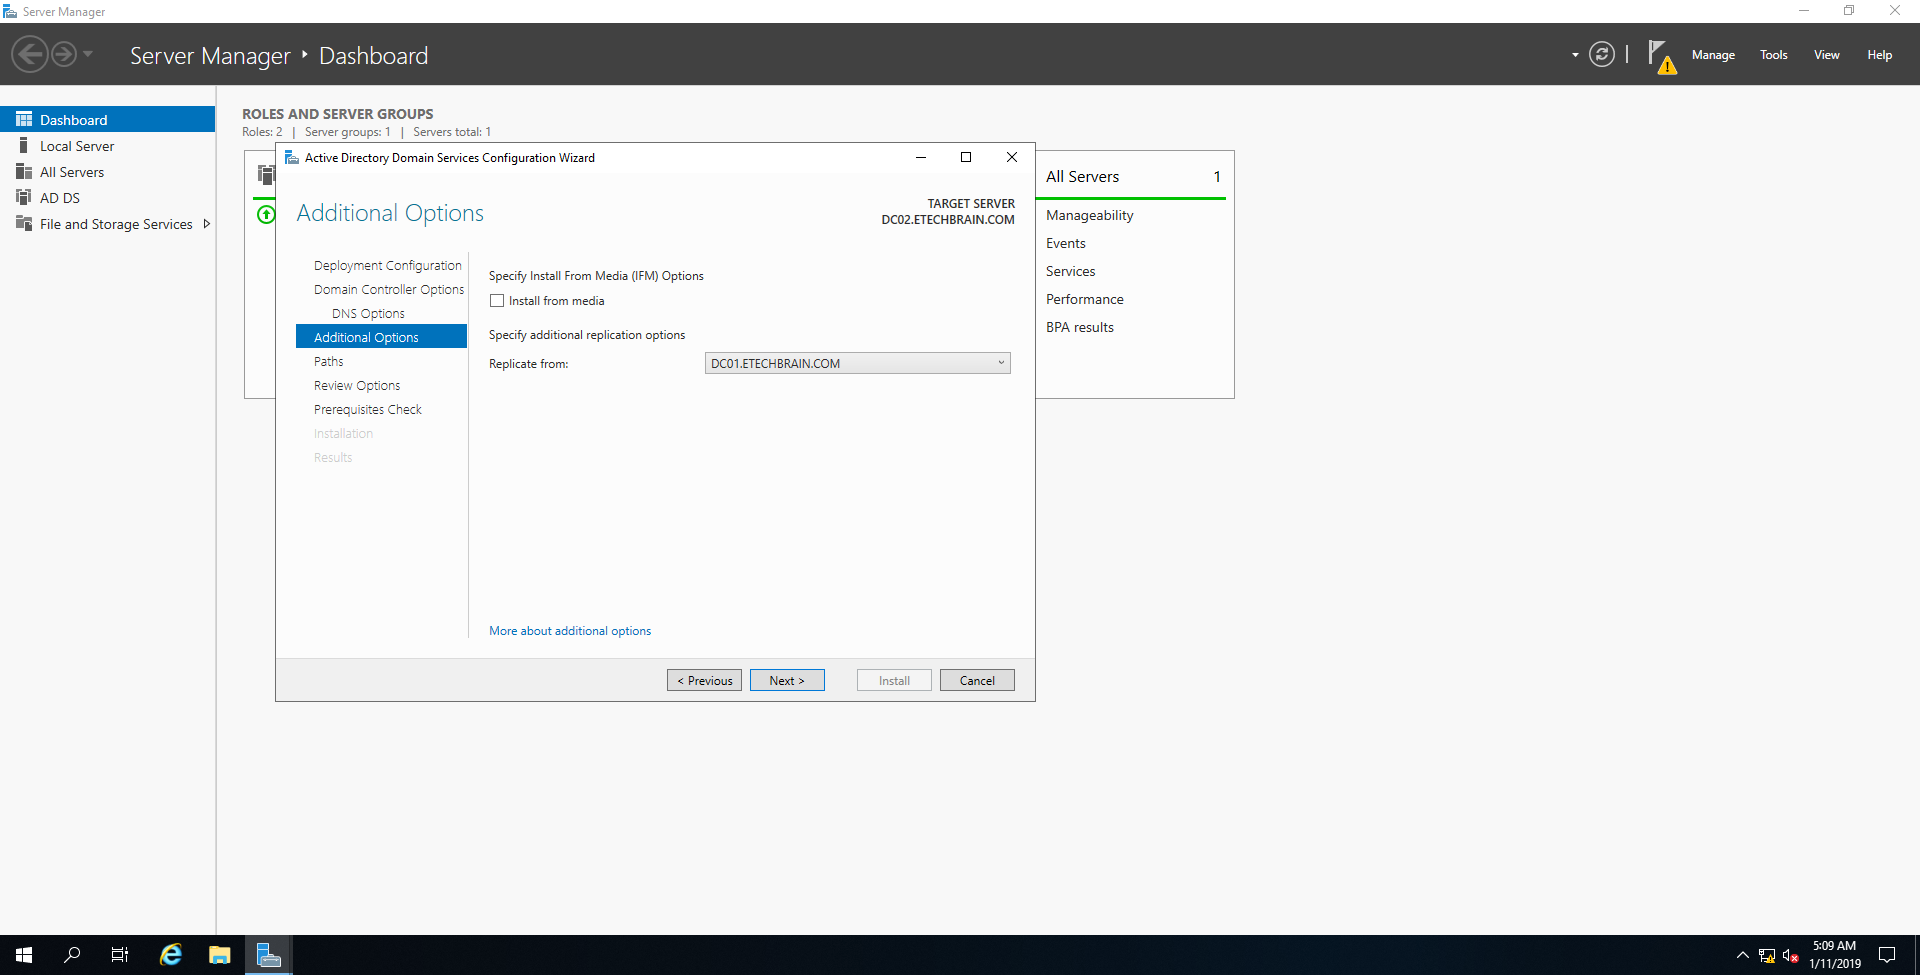 Server Manager
Server Manager ‣ Dashboard
Manage Tools View Help
Dashboard
Local Server
All Servers
AD DS
File and Storage Services
ROLES AND SERVER GROUPS
Roles: 2 | Server groups: 1 | Servers total: 1
Active Directory Domain Services Configuration Wizard
Additional Options
TARGET SERVER
DC02.ETECHBRAIN.COM
Deployment Configuration
Domain Controller Options
DNS Options
Additional Options
Paths
Review Options
Prerequisites Check
Installation
Results
Specify Install From Media (IFM) Options
Install from media
Specify additional replication options
Replicate from: DC01.ETECHBRAIN.COM
More about additional options
< Previous Next > Install Cancel
All Servers 1
Manageability
Events
Services
Performance
BPA results
5:09 AM
1/11/2019